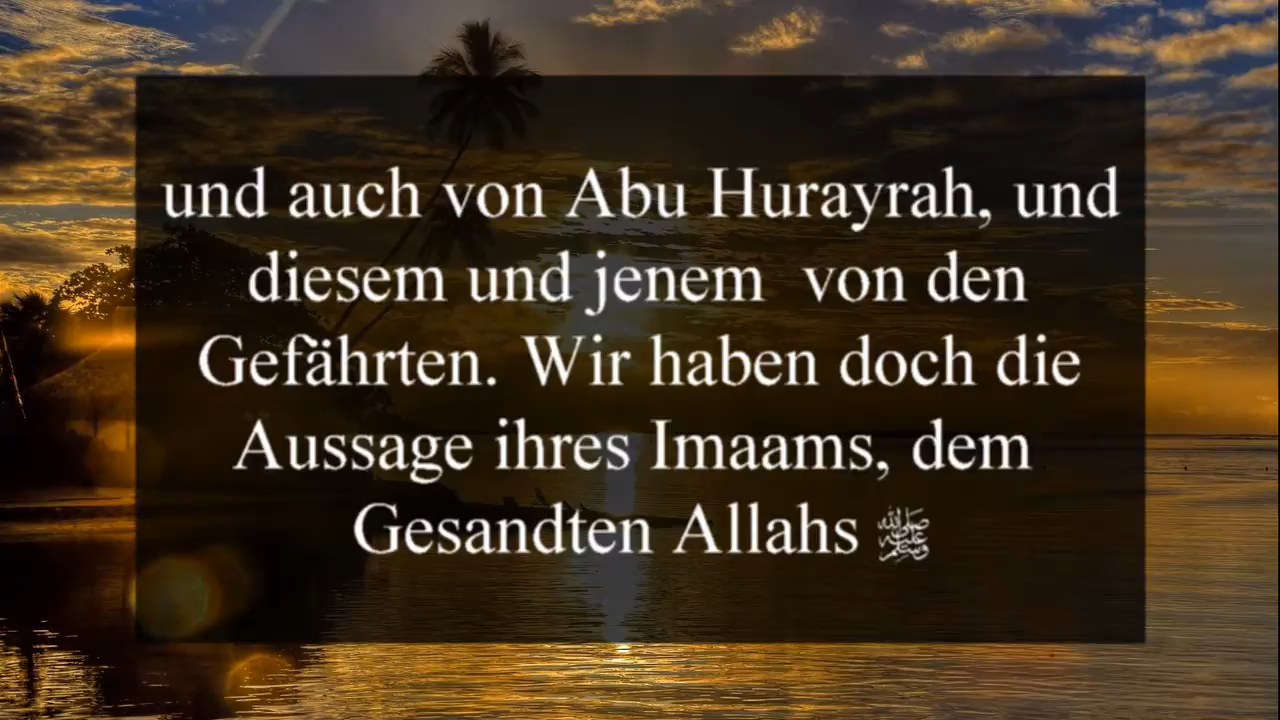 und auch von Abu Hurayrah, und
diesem und jenem von den
Gefährten. Wir haben doch die
Aussage ihres Imaams, dem
Gesandten Allahs ﷺ